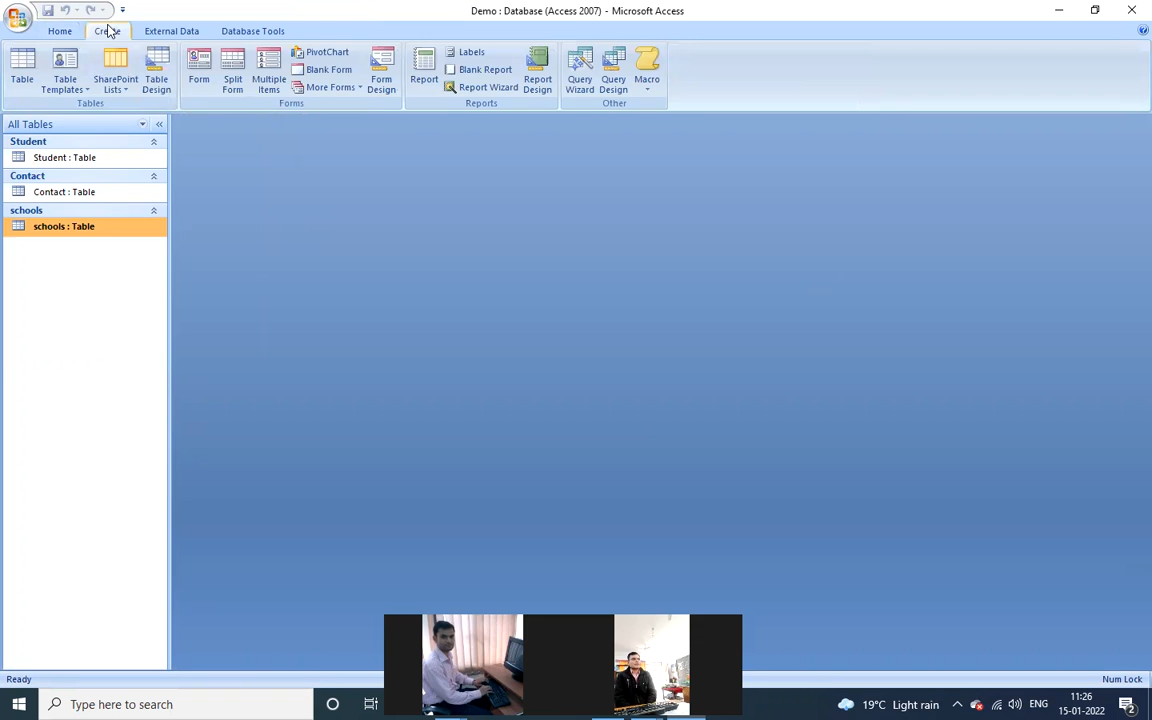 Demo : Database (Access 2007) - Microsoft Access
Home Create External Data Database Tools
Table
Table Templates
SharePoint Lists
Table Design
Tables
Form
Split Form
Multiple Items
PivotChart
Blank Form
More Forms
Form Design
Forms
Report
Labels
Blank Report
Report Wizard
Report Design
Reports
Query Wizard
Query Design
Macro
Other
All Tables
Student
Student : Table
Contact
Contact : Table
schools
schools : Table
Ready
Num Lock
Type here to search
19°C Light rain
ENG
11:26
15-01-2022
2